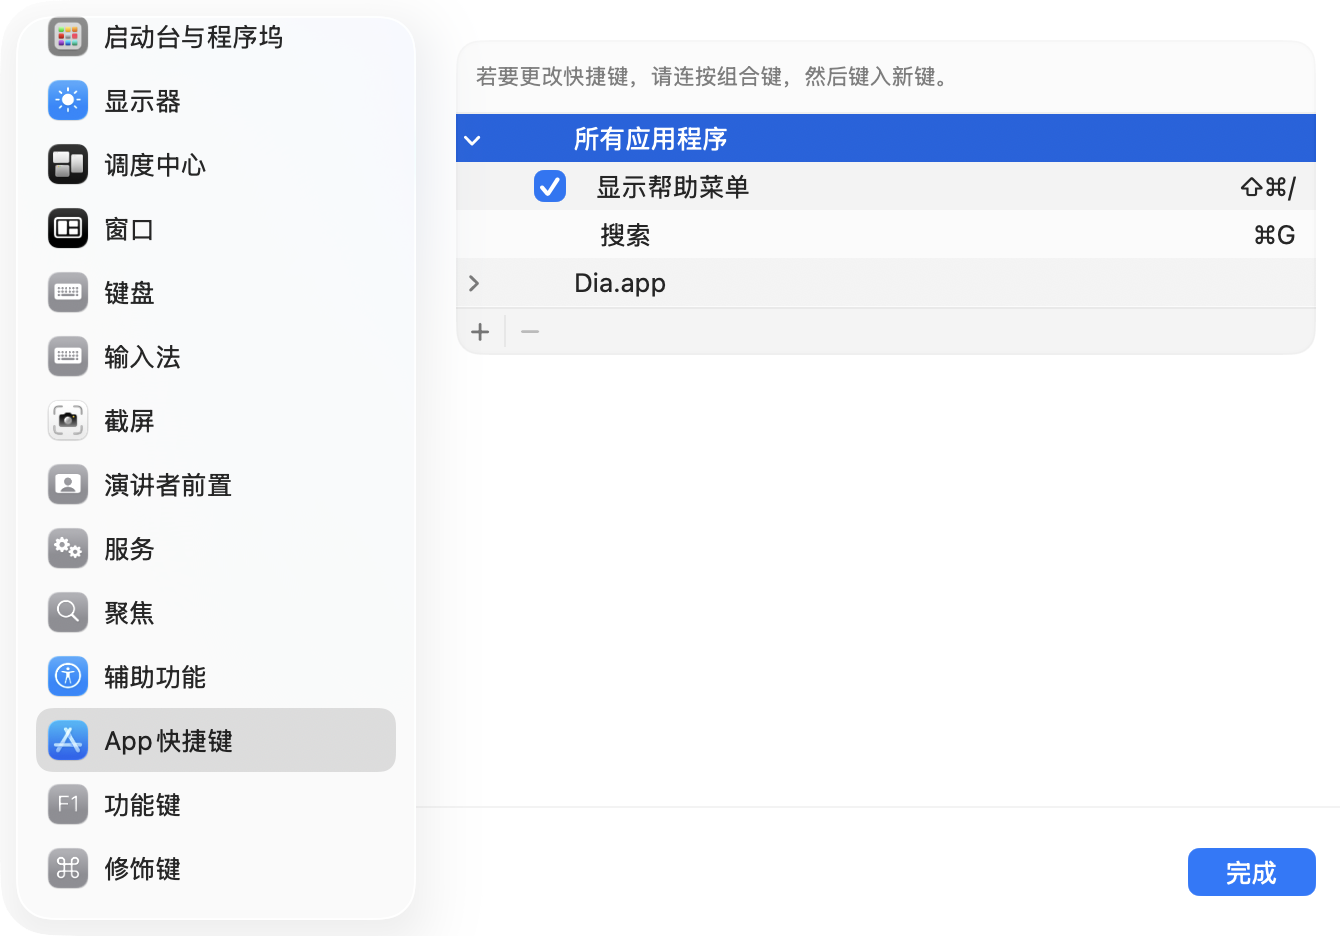 启动台与程序坞
显示器
调度中心
窗口
键盘
输入法
截屏
演讲者前置
服务
聚焦
辅助功能
App 快捷键
F1 功能键
修饰键
若要更改快捷键，请连按组合键，然后键入新键。
所有应用程序
显示帮助菜单 ⇧⌘/
搜索 ⌘G
Dia.app
完成